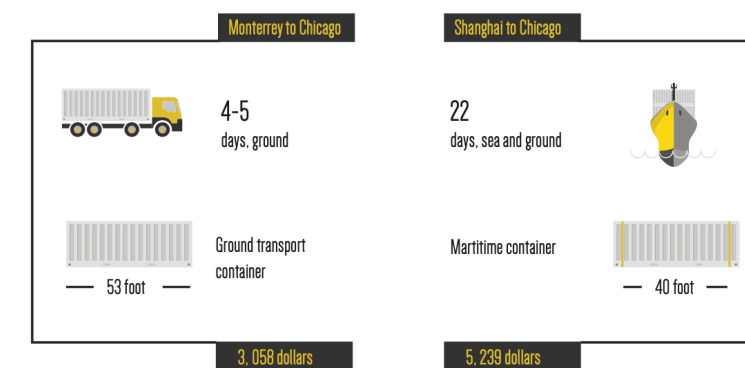 Monterrey to Chicago
Shanghai to Chicago
4-5
days, ground
22
days, sea and ground
Ground transport
container
53 foot
Martitime container
40 foot
3, 058 dollars
5, 239 dollars